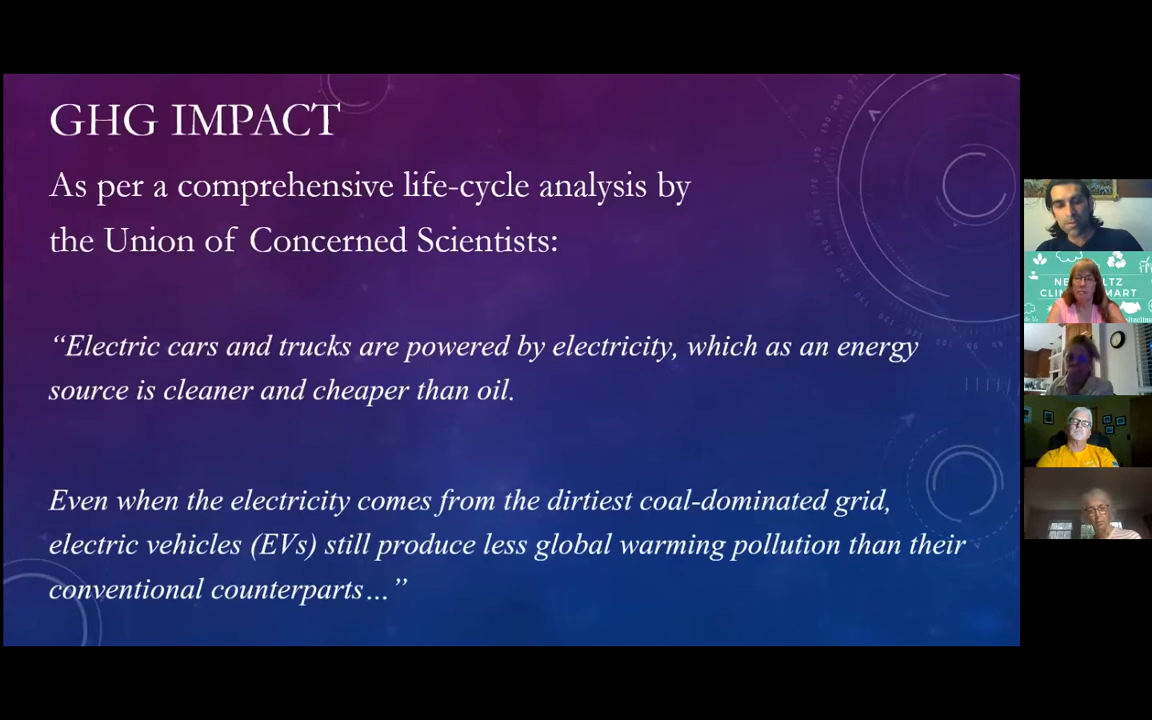 GHG IMPACT
As per a comprehensive life-cycle analysis by
the Union of Concerned Scientists:
“Electric cars and trucks are powered by electricity, which as an energy
source is cleaner and cheaper than oil.
Even when the electricity comes from the dirtiest coal-dominated grid,
electric vehicles (EVs) still produce less global warming pollution than their
conventional counterparts…”